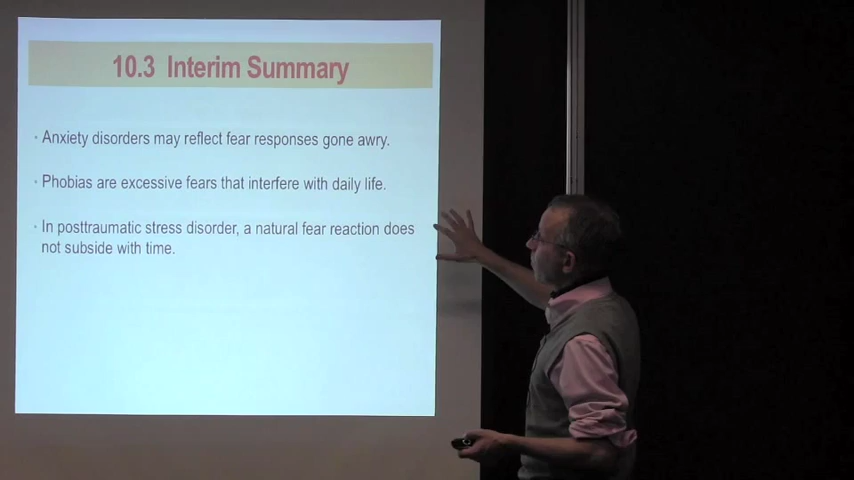 10.3 Interim Summary
• Anxiety disorders may reflect fear responses gone awry.
• Phobias are excessive fears that interfere with daily life.
• In posttraumatic stress disorder, a natural fear reaction does
not subside with time.